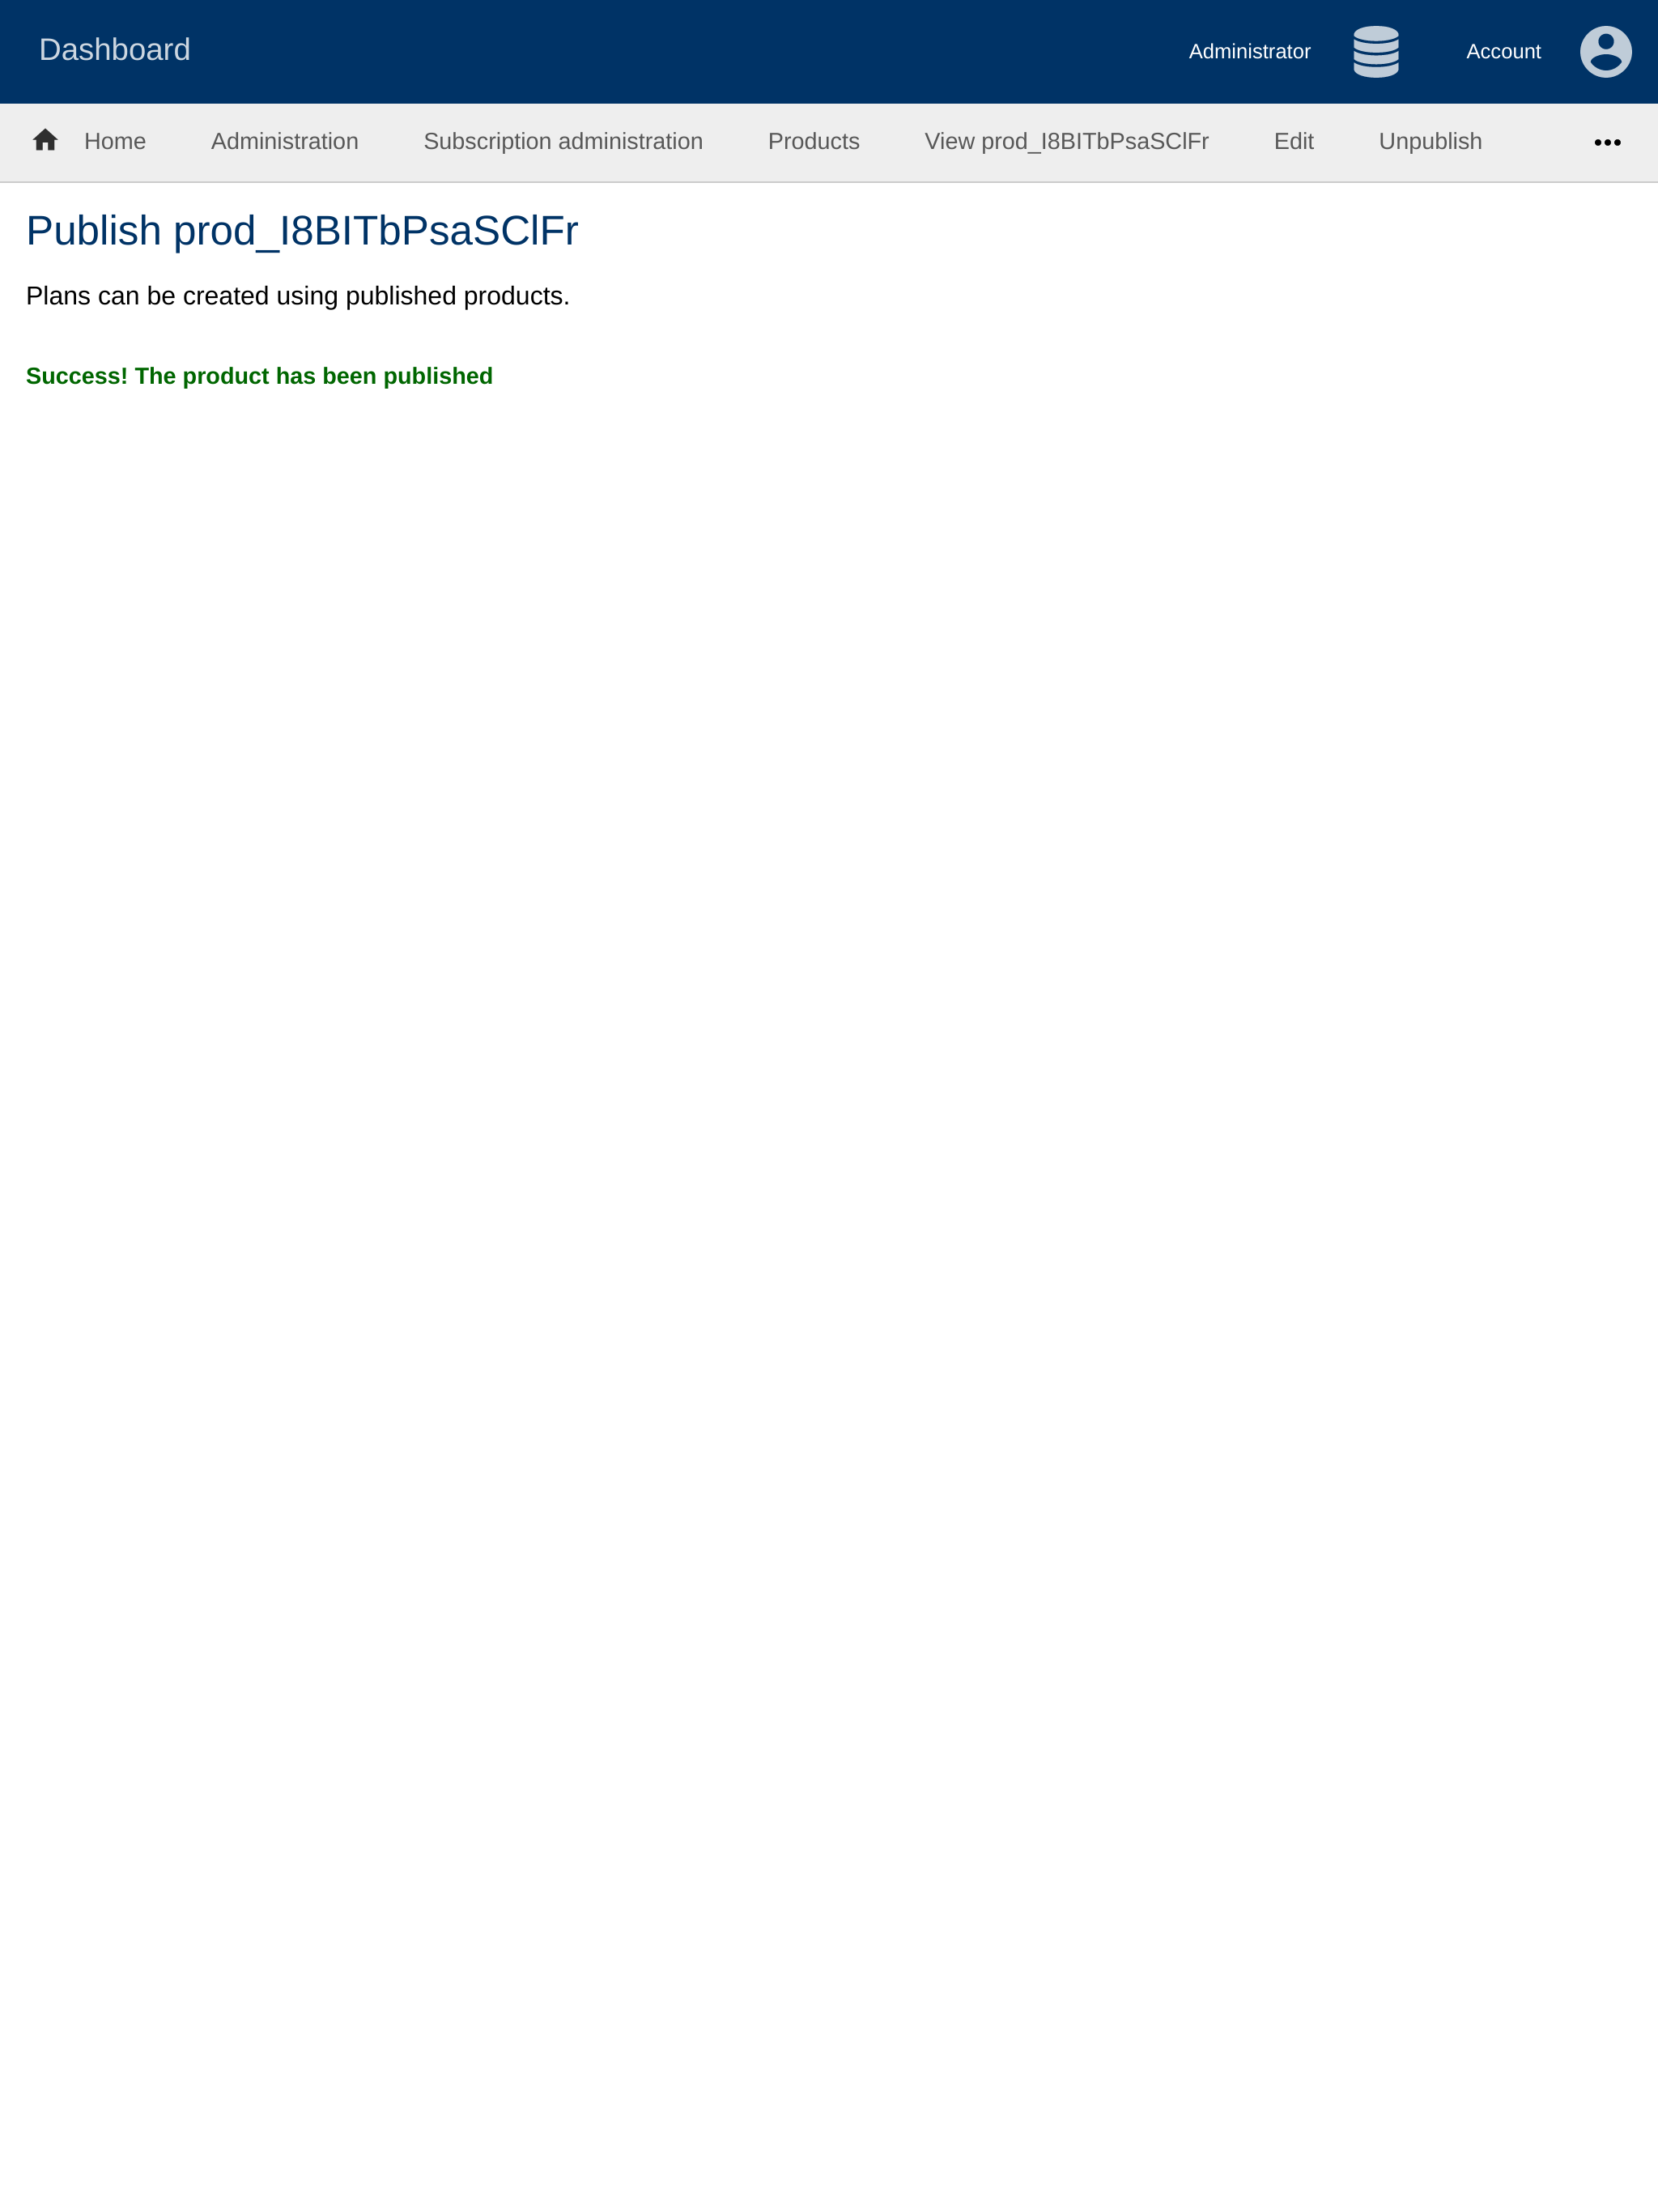 Dashboard
Administrator
Account
Home
Administration
Subscription administration
Products
View prod_I8BITbPsaSClFr
Edit
Unpublish
Publish prod_I8BITbPsaSClFr
Plans can be created using published products.
Success! The product has been published